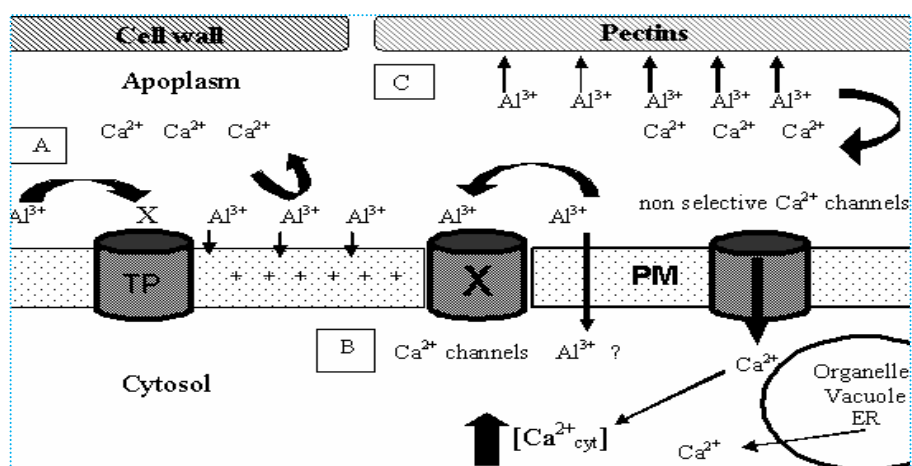 Cell wall
Pectins
Apoplasm
C
Al³⁺ Al³⁺ Al³⁺ Al³⁺ Al³⁺
A
Ca²⁺ Ca²⁺ Ca²⁺
Ca²⁺ Ca²⁺ Ca²⁺
non selective Ca²⁺ channels
Al³⁺ X Al³⁺ Al³⁺ Al³⁺ Al³⁺ Al³⁺
TP
+ + + + + +
X
PM
B
Ca²⁺ channels
Al³⁺ ?
Ca²⁺
Cytosol
Organelle
Vacuole
ER
[Ca²⁺cyt]
Ca²⁺